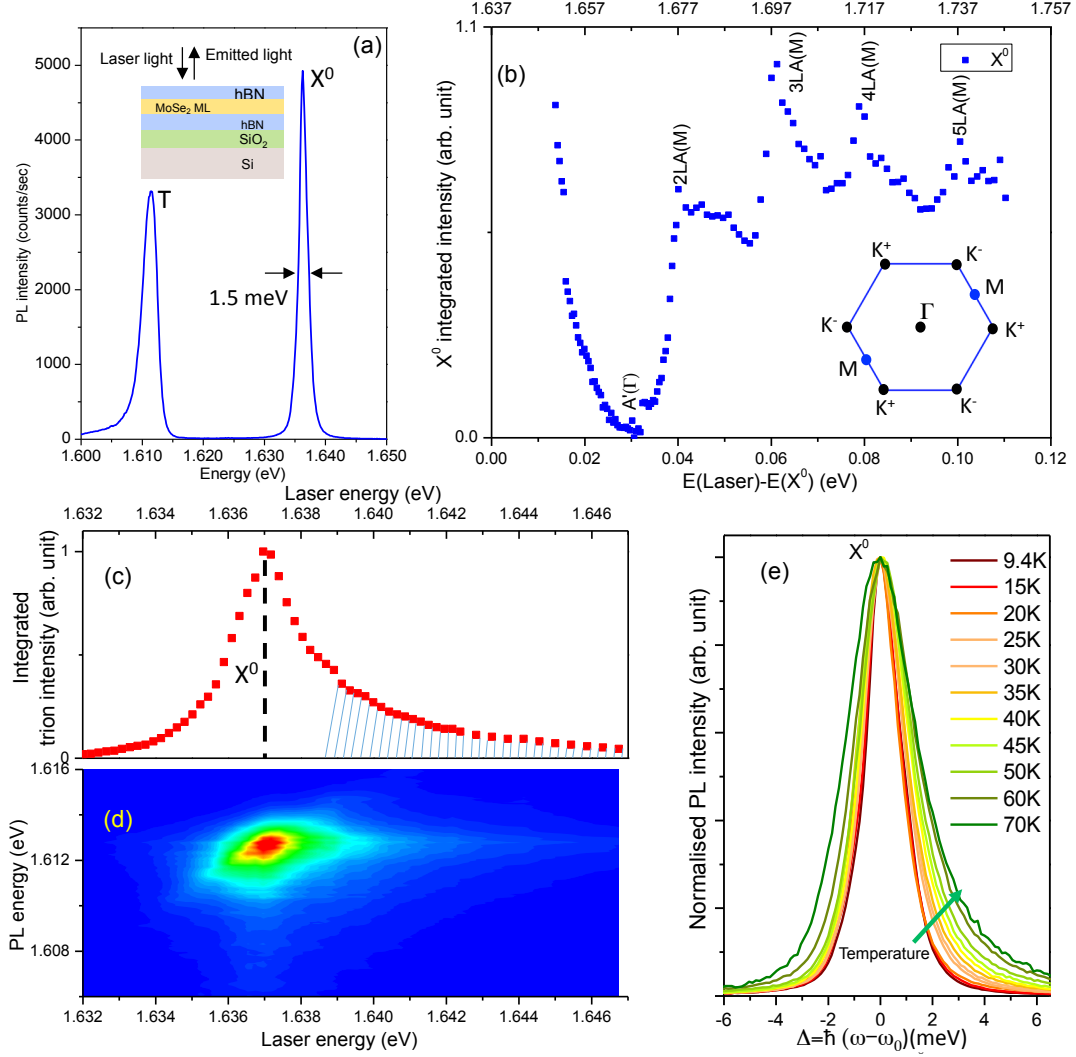 1.637 1.657 1.677 1.697 1.717 1.737 1.757
(a)
Laser light Emitted light
X⁰
hBN
MoSe₂ ML
hBN
SiO₂
Si
T
1.5 meV
PL intensity (counts/sec)
5000
4000
3000
2000
1000
0
1.600 1.610 1.620 1.630 1.640 1.650
Energy (eV)
(b)
X⁰
1.1
0.0
X⁰ integrated intensity (arb. unit)
A'(Γ)
2LA(M)
3LA(M)
4LA(M)
5LA(M)
K⁺ K⁻
M
K⁻ Γ K⁺
M
K⁺ K⁻
0.00 0.02 0.04 0.06 0.08 0.10 0.12
E(Laser)-E(X⁰) (eV)
Laser energy (eV)
1.632 1.634 1.636 1.638 1.640 1.642 1.644 1.646
(c)
Integrated
trion intensity (arb. unit)
1
0
X⁰
(d)
PL energy (eV)
1.616
1.612
1.608
1.632 1.634 1.636 1.638 1.640 1.642 1.644 1.646
Laser energy (eV)
(e)
X⁰
Normalised PL intensity (arb. unit)
9.4K
15K
20K
25K
30K
35K
40K
45K
50K
60K
70K
Temperature
-6 -4 -2 0 2 4 6
Δ=ħ (ω−ω₀)(meV)